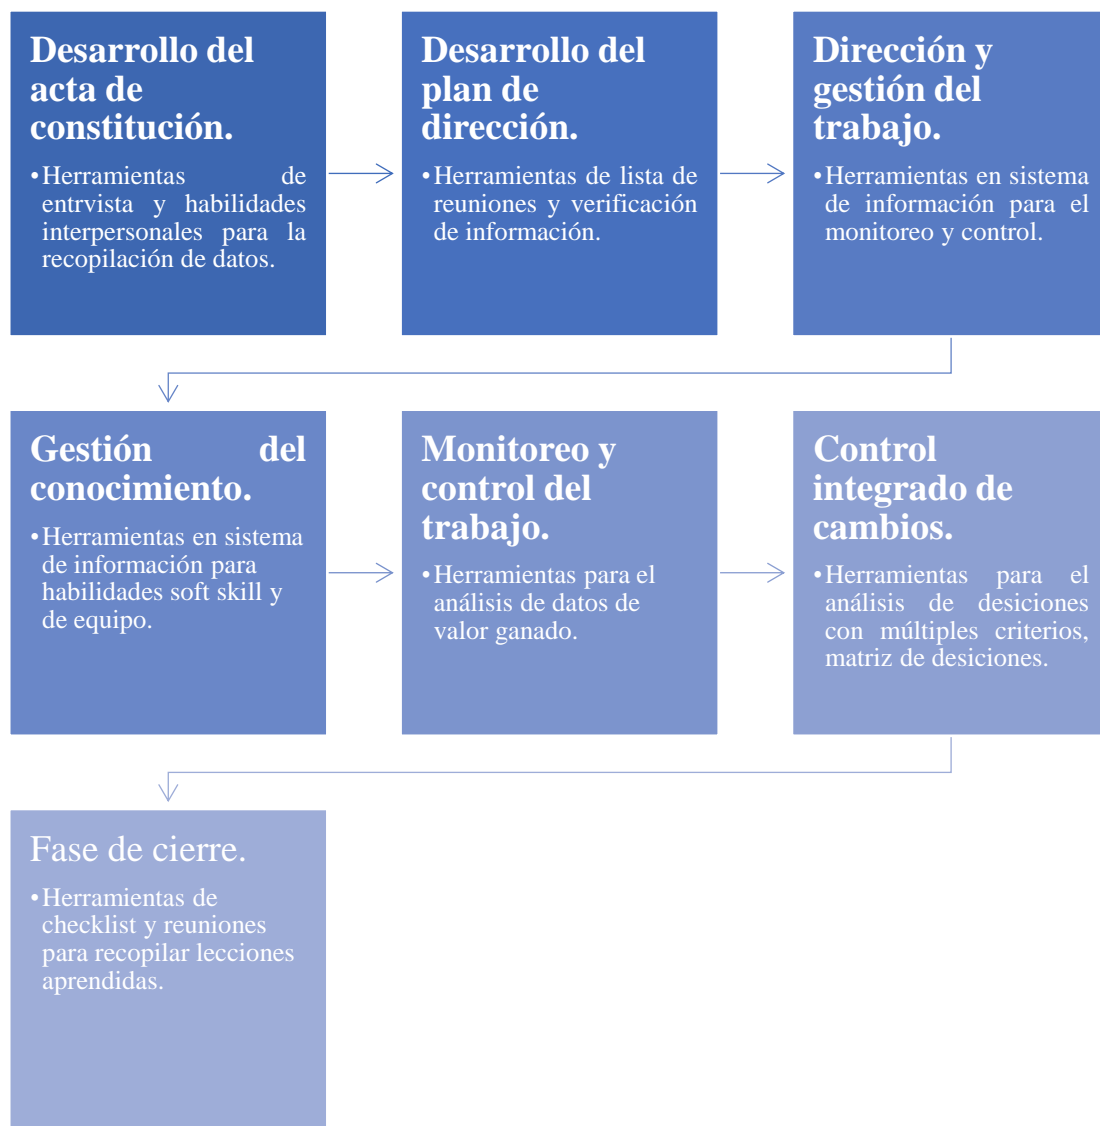 Desarrollo del
acta de
constitución.
•Herramientas de
entrvista y habilidades
interpersonales para la
recopilación de datos.
Desarrollo del
plan de
dirección.
•Herramientas de lista de
reuniones y verificación
de información.
Dirección y
gestión del
trabajo.
•Herramientas en sistema
de información para el
monitoreo y control.
Gestión del
conocimiento.
•Herramientas en sistema
de información para
habilidades soft skill y
de equipo.
Monitoreo y
control del
trabajo.
•Herramientas para el
análisis de datos de
valor ganado.
Control
integrado de
cambios.
•Herramientas para el
análisis de desiciones
con múltiples criterios,
matriz de desiciones.
Fase de cierre.
•Herramientas de
checklist y reuniones
para recopilar lecciones
aprendidas.